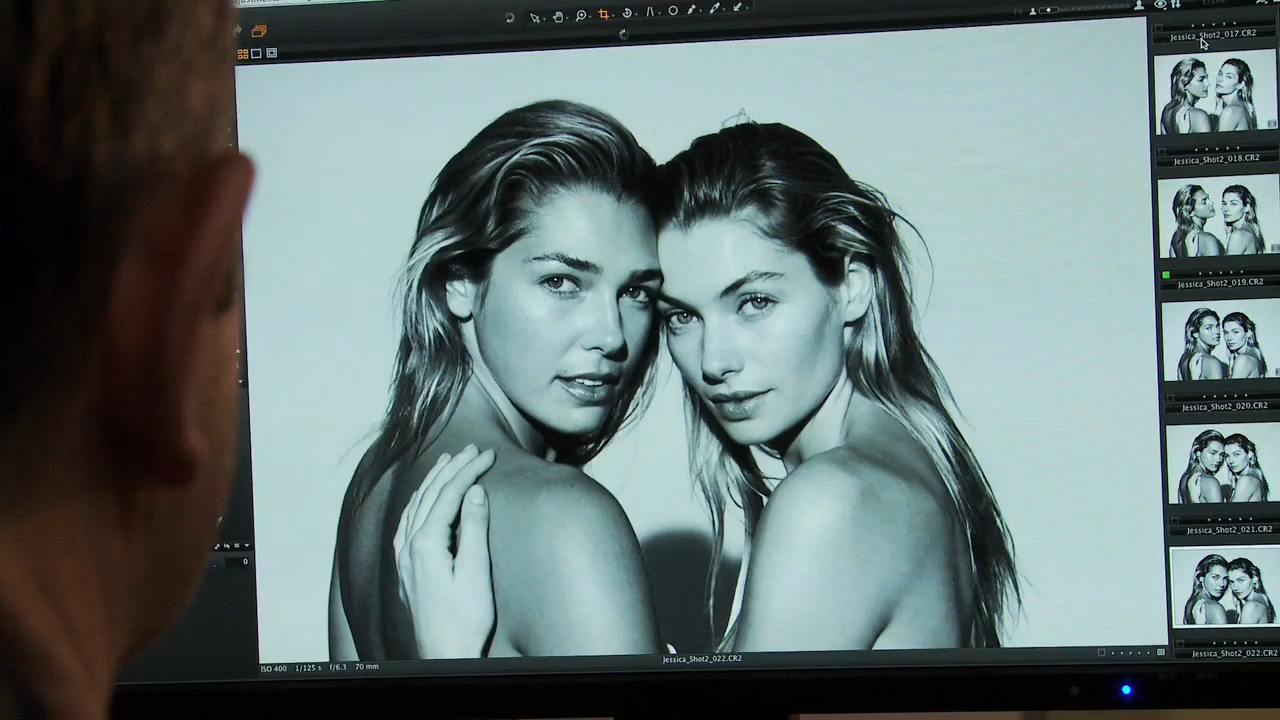 Jessica_Shot2_017.CR2
Jessica_Shot2_018.CR2
Jessica_Shot2_019.CR2
Jessica_Shot2_020.CR2
Jessica_Shot2_021.CR2
Jessica_Shot2_022.CR2
0
ISO 400 1/125 s f/6.3 70 mm
Jessica_Shot2_022.CR2